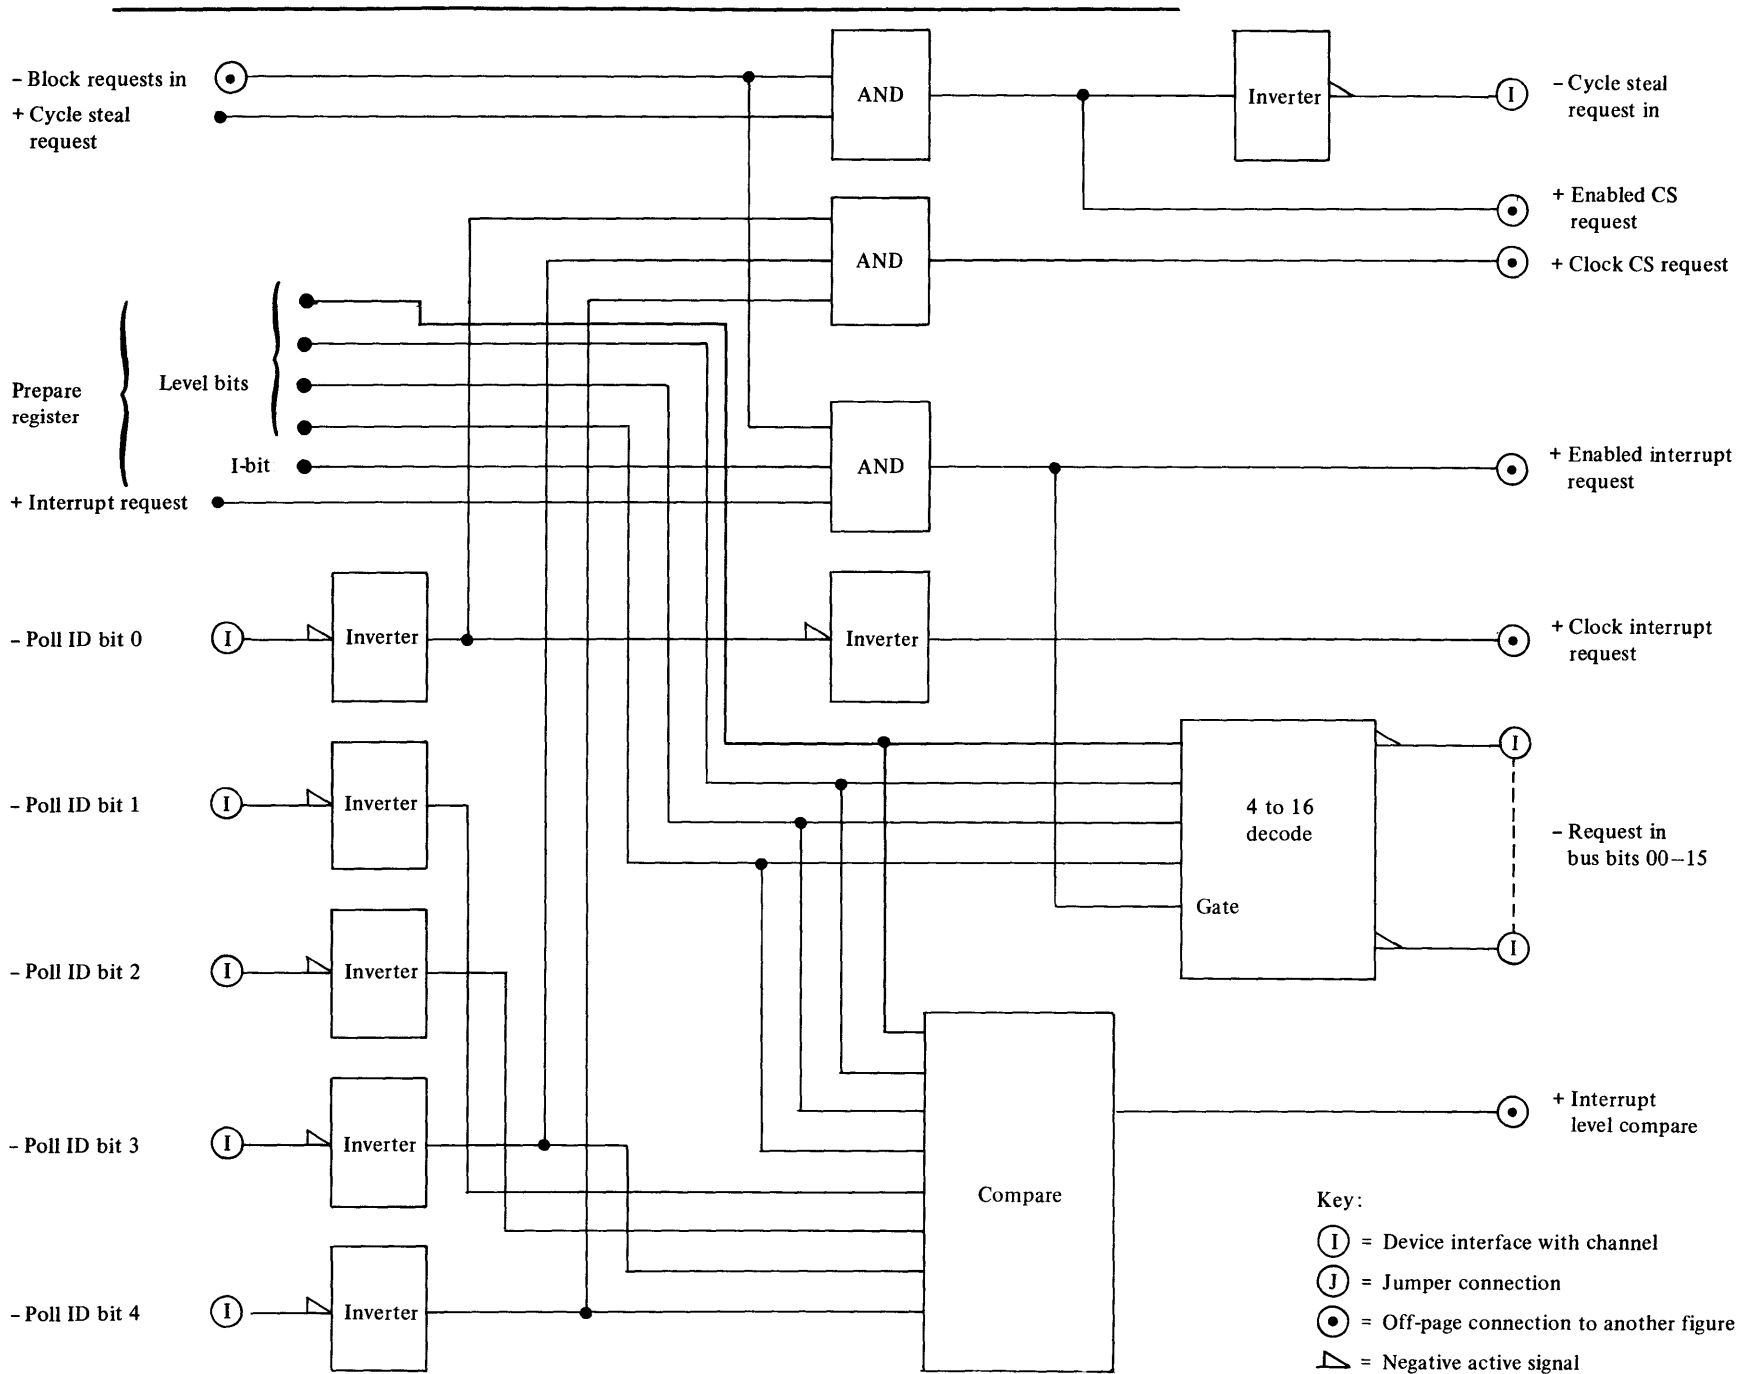 – Block requests in
+ Cycle steal
request
AND
Inverter
– Cycle steal
request in
I
+ Enabled CS
request
AND
+ Clock CS request
Prepare
register
Level bits
I-bit
+ Interrupt request
AND
+ Enabled interrupt
request
– Poll ID bit 0
I
Inverter
Inverter
+ Clock interrupt
request
– Poll ID bit 1
I
Inverter
4 to 16
decode
Gate
I
– Request in
bus bits 00–15
I
– Poll ID bit 2
I
Inverter
– Poll ID bit 3
I
Inverter
Compare
+ Interrupt
level compare
– Poll ID bit 4
I
Inverter
Key:
I = Device interface with channel
J = Jumper connection
= Off-page connection to another figure
= Negative active signal